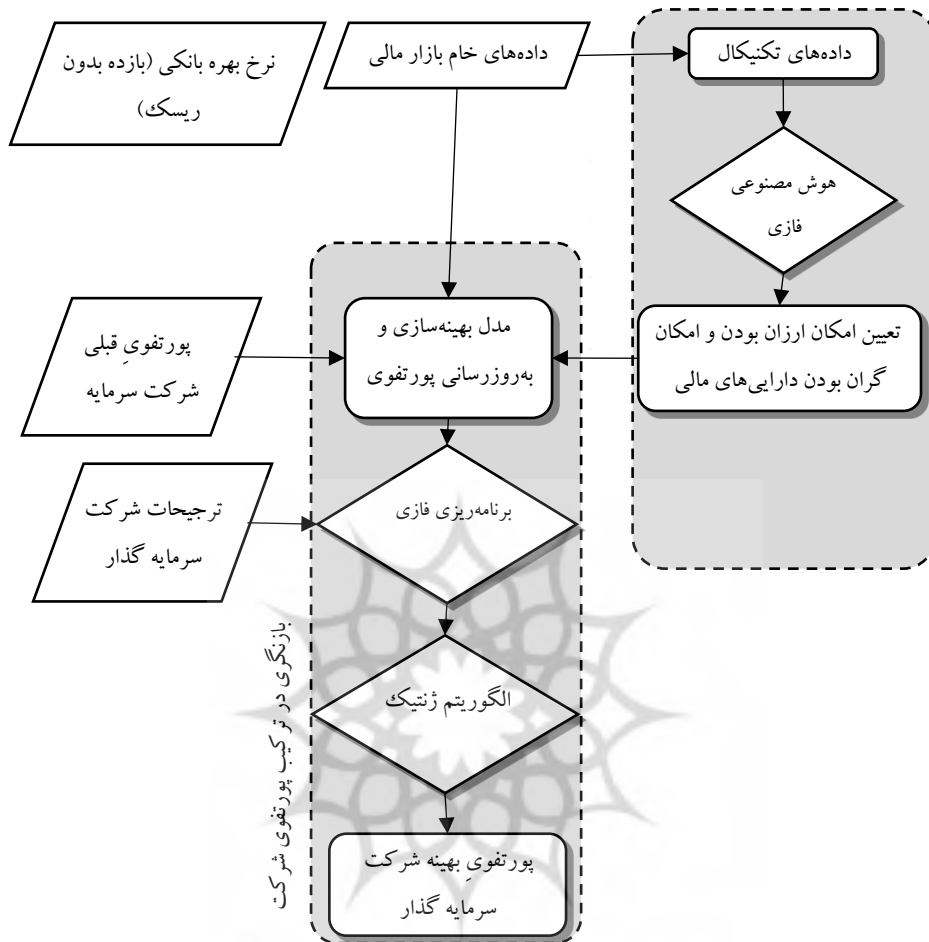 داده‌های تکنیکال
داده‌های خام بازار مالی
نرخ بهره بانکی (بازده بدون
ریسک)
هوش مصنوعی
فازی
تعیین امکان ارزان بودن و امکان
گران بودن دارایی‌های مالی
مدل بهینه‌سازی و
به‌روزرسانی پورتفوی
پورتفویِ قبلی
شرکت سرمایه
برنامه‌ریزی فازی
ترجیحات شرکت
سرمایه گذار
الگوریتم ژنتیک
بازنگری در ترکیب پورتفوی شرکت
پورتفویِ بهینه شرکت
سرمایه گذار